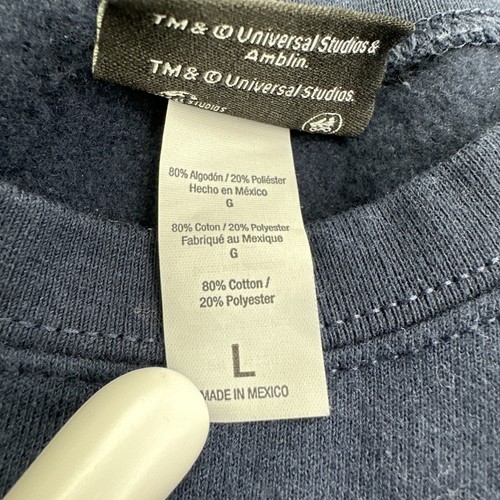 TM & © Universal Studios &
Amblin.
TM & © Universal Studios.
STUDIOS
80% Algodón / 20% Poliéster
Hecho en México
G
80% Coton / 20% Polyester
Fabriqué au Mexique
G
80% Cotton /
20% Polyester
L
MADE IN MEXICO